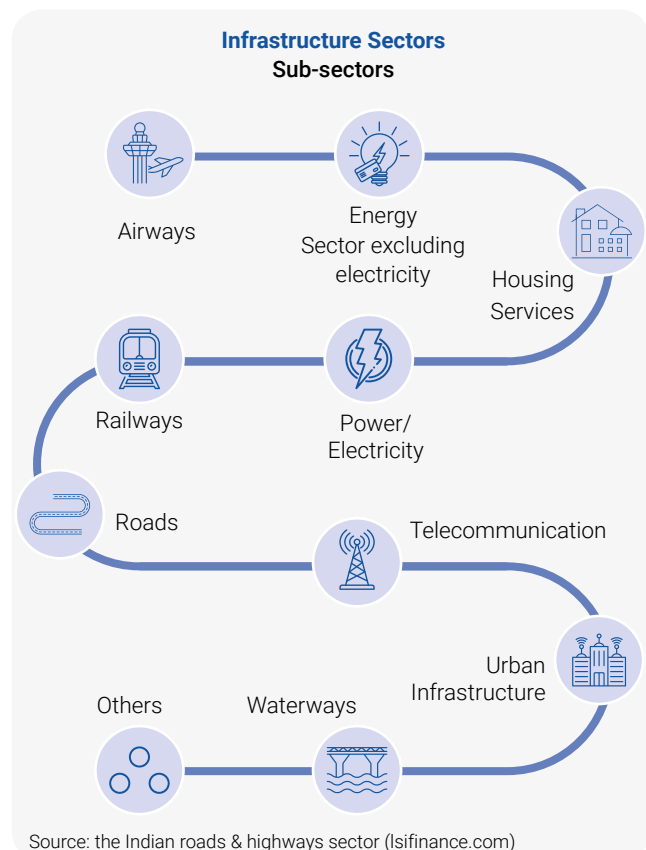 Infrastructure Sectors
Sub-sectors
Airways
Energy
Sector excluding
electricity
Housing
Services
Power/
Electricity
Railways
Roads
Telecommunication
Urban
Infrastructure
Waterways
Others
Source: the Indian roads & highways sector (lsifinance.com)